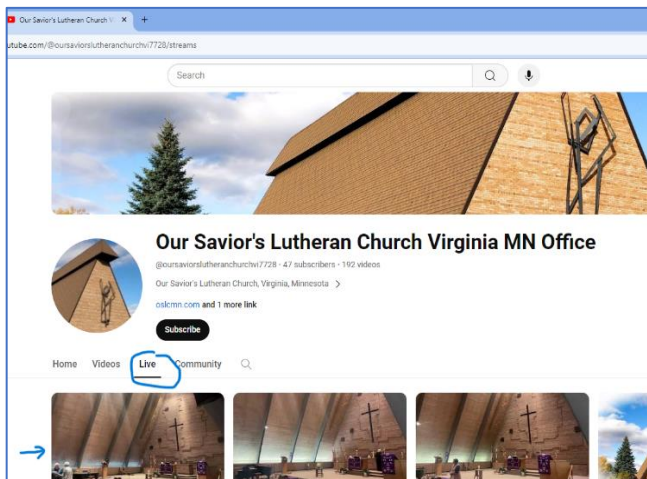 Our Savior's Lutheran Church V
utube.com/@oursaviorslutheranchurchvi7728/streams
Search
Our Savior's Lutheran Church Virginia MN Office
@oursaviorslutheranchurchvi7728 · 47 subscribers · 192 videos
Our Savior's Lutheran Church, Virginia, Minnesota >
oslcmn.com and 1 more link
Subscribe
Home Videos Live Community